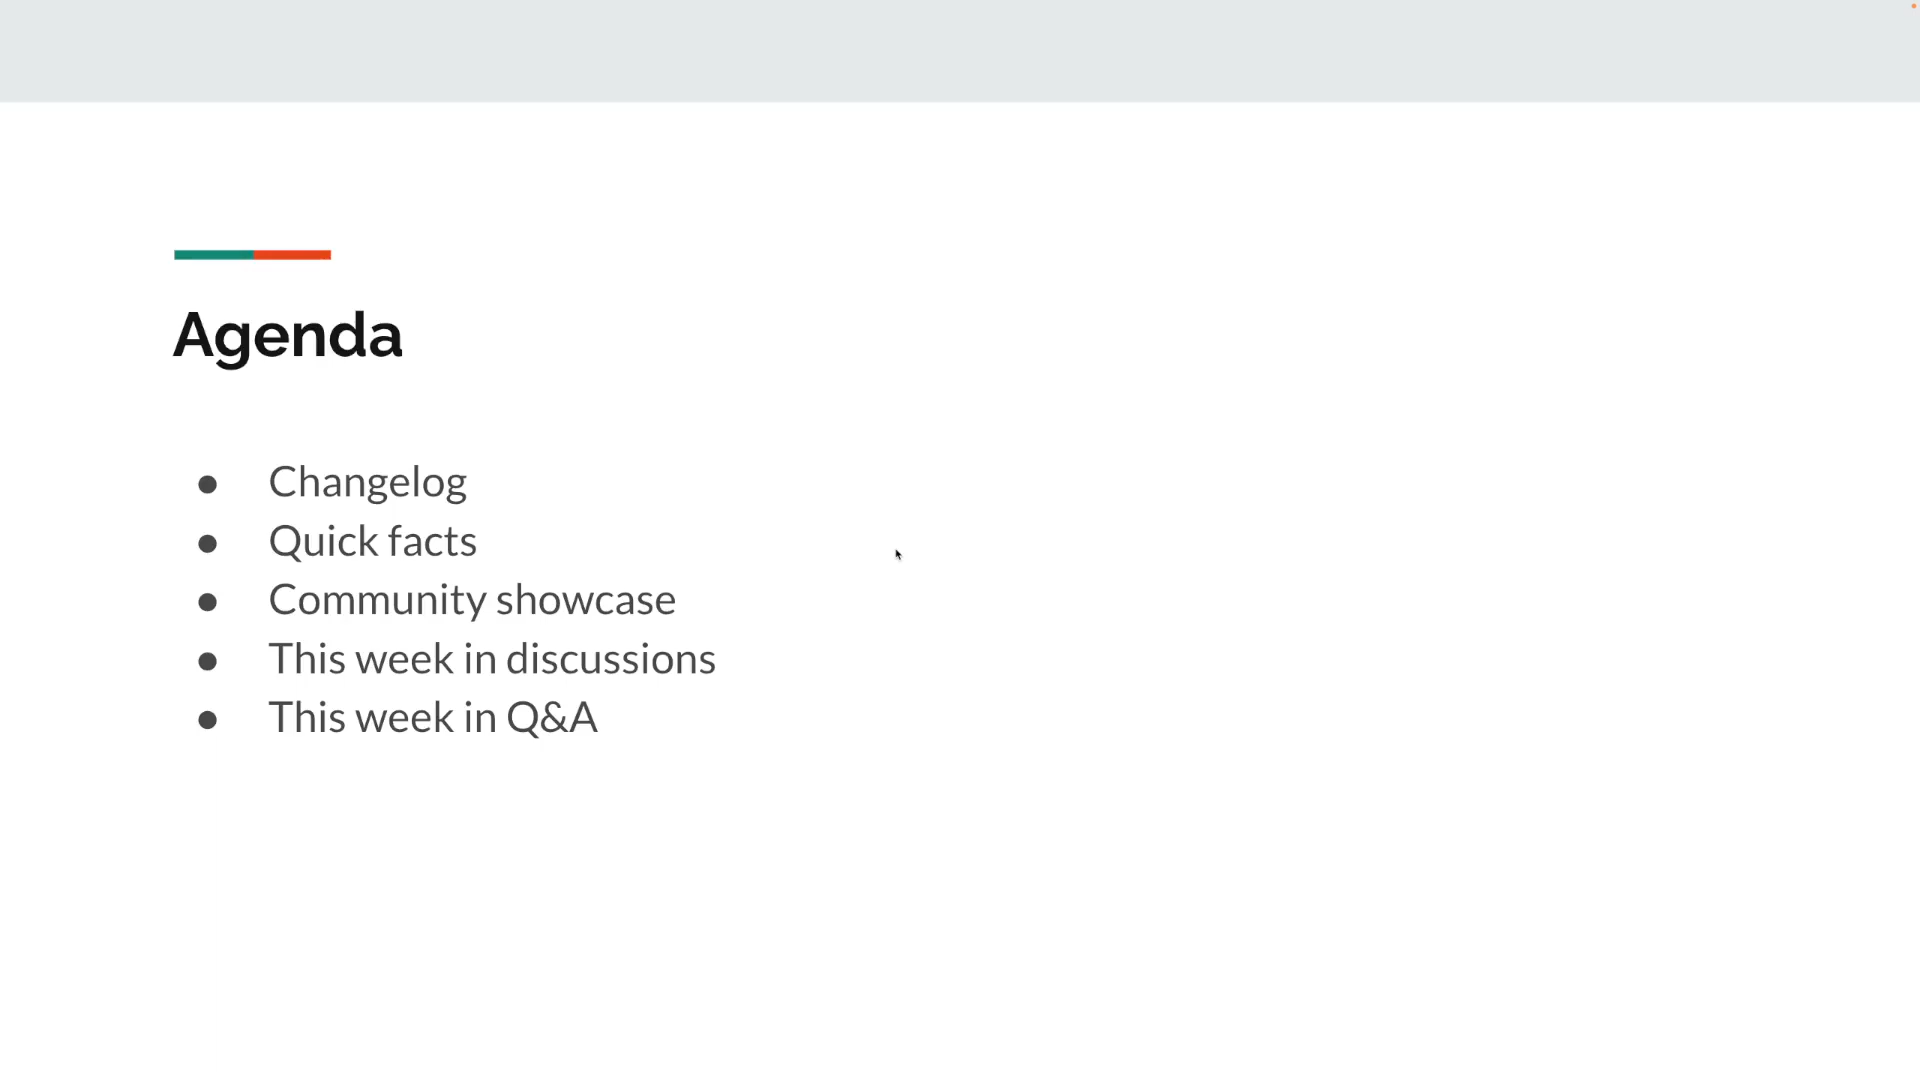 Agenda
● Changelog
● Quick facts
● Community showcase
● This week in discussions
● This week in Q&A